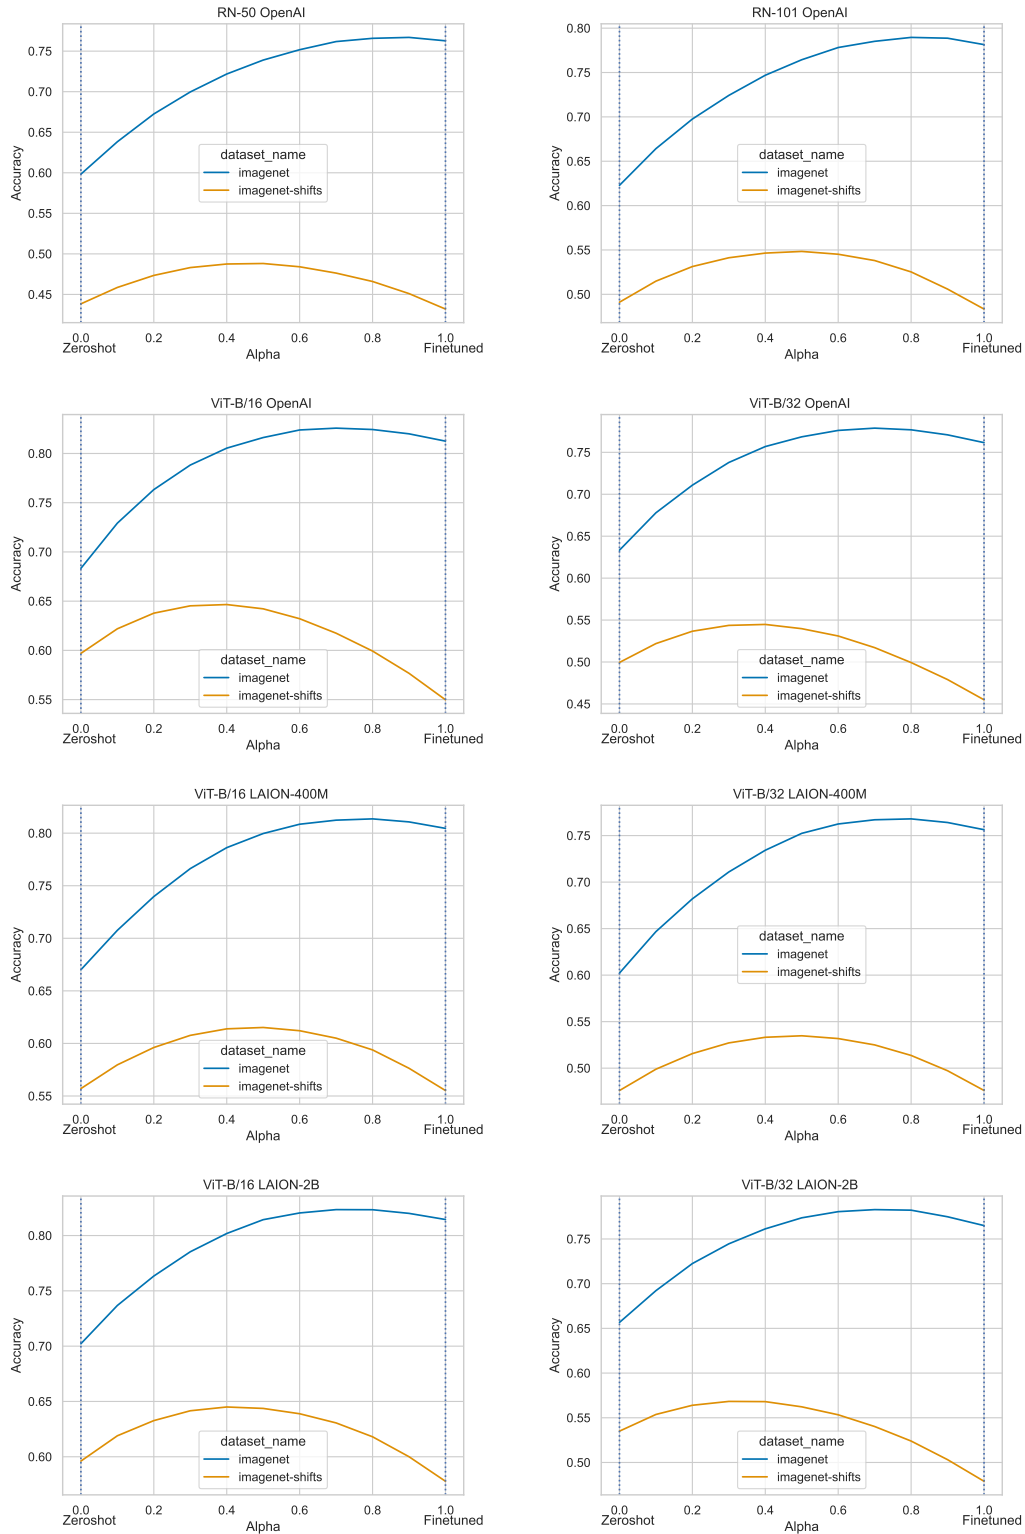 RN-50 OpenAI
Accuracy
0.75
0.70
0.65
0.60
0.55
0.50
0.45
dataset_name
imagenet
imagenet-shifts
0.0 0.2 0.4 0.6 0.8 1.0
Zeroshot Finetuned
Alpha
RN-101 OpenAI
Accuracy
0.80
0.75
0.70
0.65
0.60
0.55
0.50
dataset_name
imagenet
imagenet-shifts
0.0 0.2 0.4 0.6 0.8 1.0
Zeroshot Finetuned
Alpha
ViT-B/16 OpenAI
Accuracy
0.80
0.75
0.70
0.65
0.60
0.55
dataset_name
imagenet
imagenet-shifts
0.0 0.2 0.4 0.6 0.8 1.0
Zeroshot Finetuned
Alpha
ViT-B/32 OpenAI
Accuracy
0.75
0.70
0.65
0.60
0.55
0.50
0.45
dataset_name
imagenet
imagenet-shifts
0.0 0.2 0.4 0.6 0.8 1.0
Zeroshot Finetuned
Alpha
ViT-B/16 LAION-400M
Accuracy
0.80
0.75
0.70
0.65
0.60
0.55
dataset_name
imagenet
imagenet-shifts
0.0 0.2 0.4 0.6 0.8 1.0
Zeroshot Finetuned
Alpha
ViT-B/32 LAION-400M
Accuracy
0.75
0.70
0.65
0.60
0.55
0.50
dataset_name
imagenet
imagenet-shifts
0.0 0.2 0.4 0.6 0.8 1.0
Zeroshot Finetuned
Alpha
ViT-B/16 LAION-2B
Accuracy
0.80
0.75
0.70
0.65
0.60
dataset_name
imagenet
imagenet-shifts
0.0 0.2 0.4 0.6 0.8 1.0
Zeroshot Finetuned
Alpha
ViT-B/32 LAION-2B
Accuracy
0.75
0.70
0.65
0.60
0.55
0.50
dataset_name
imagenet
imagenet-shifts
0.0 0.2 0.4 0.6 0.8 1.0
Zeroshot Finetuned
Alpha